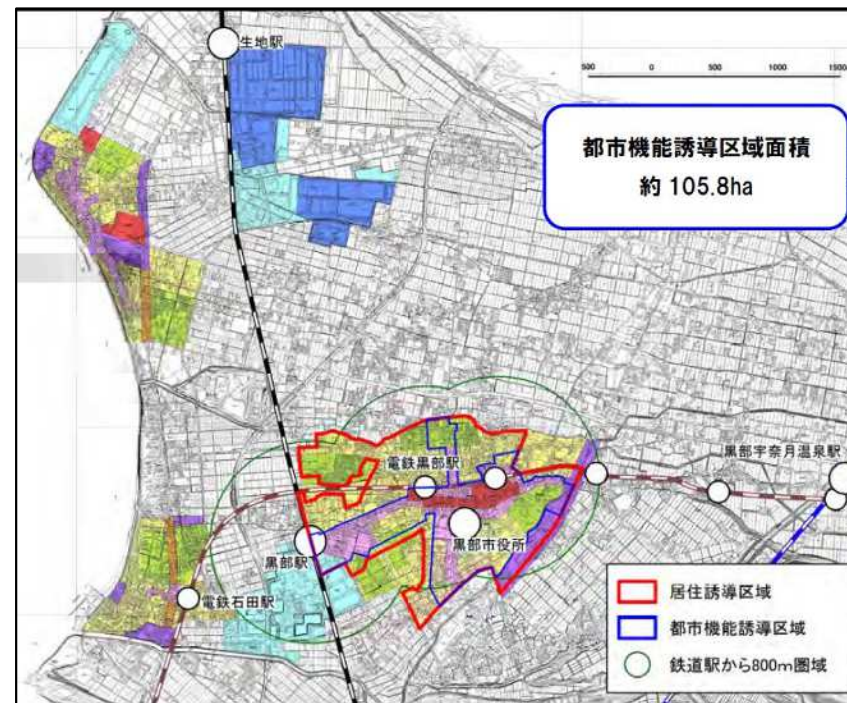 生地駅
500
0
500
1000
1500
都市機能誘導区域面積
約 105.8ha
電鉄黒部駅
黒部宇奈月温泉駅
黒部駅
黒部市役所
電鉄石田駅
居住誘導区域
都市機能誘導区域
鉄道駅から800m圏域